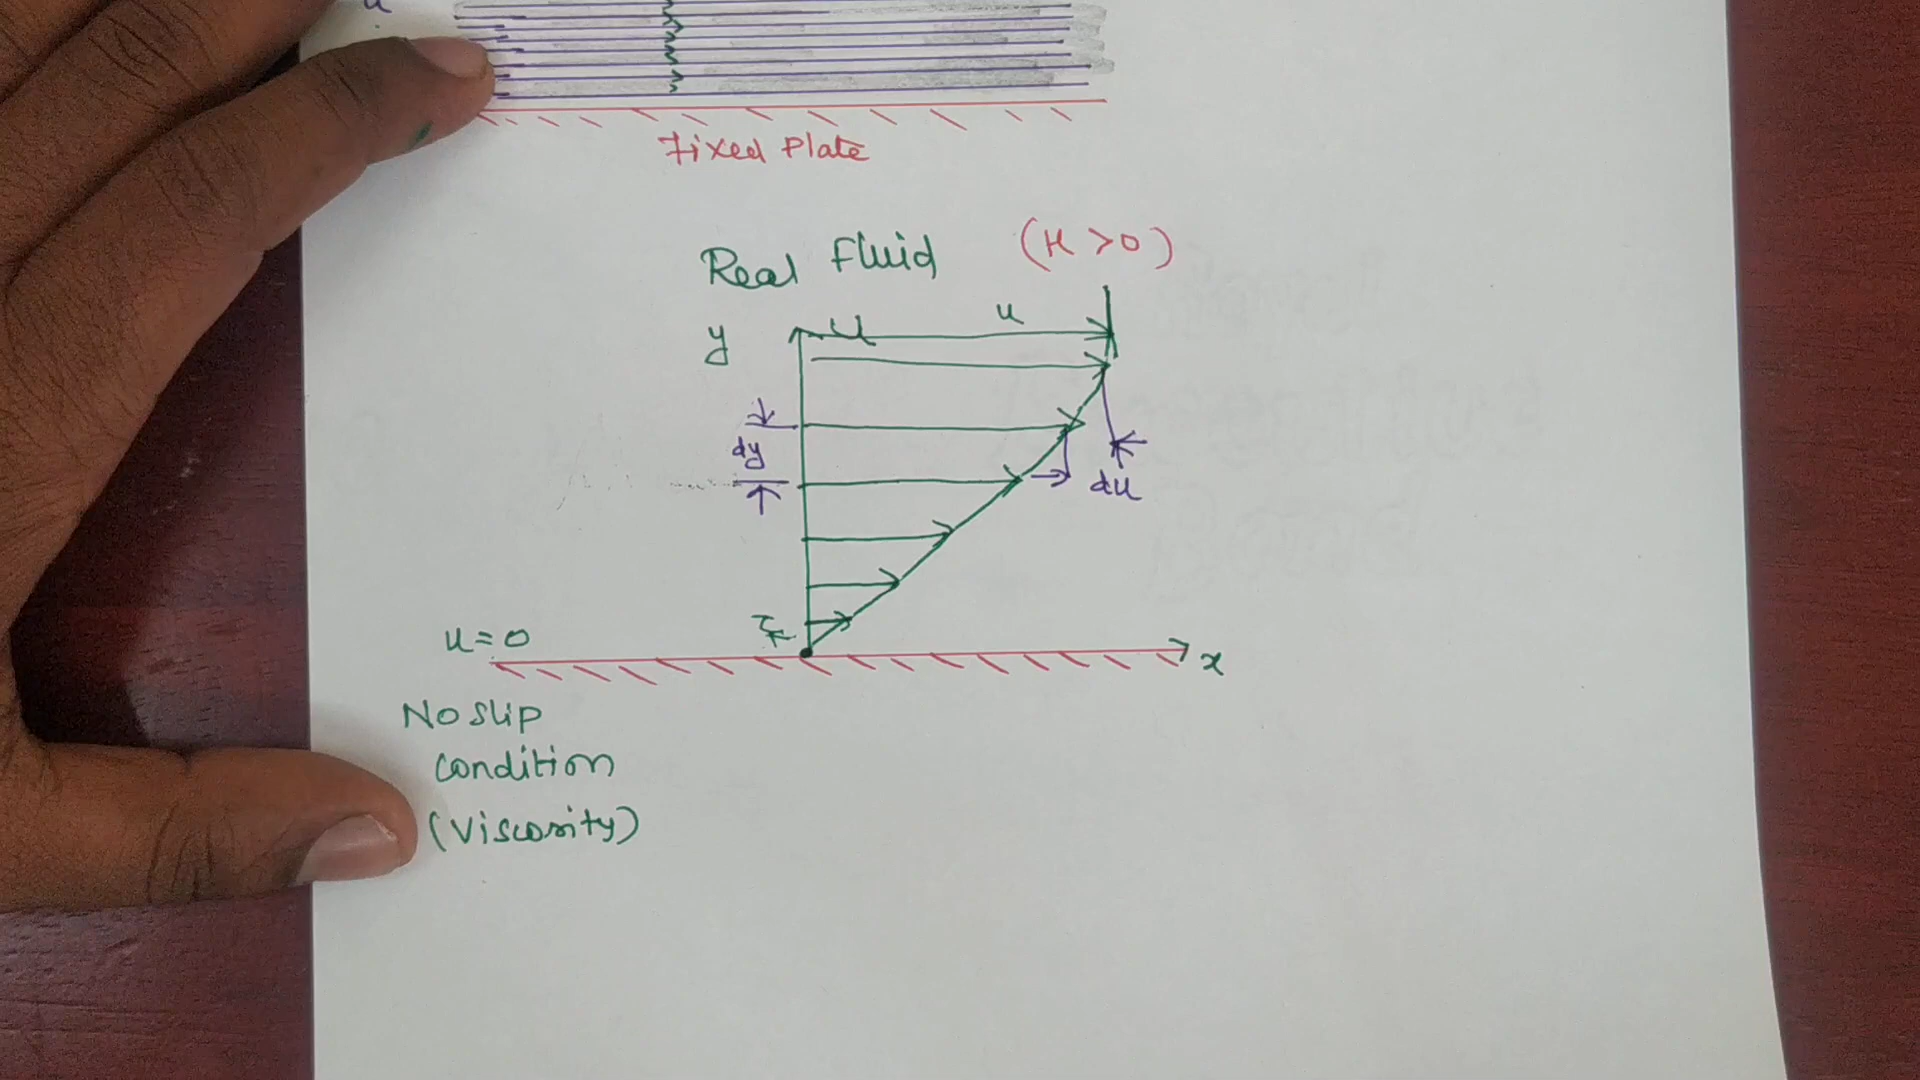 u
Fixed Plate
Real Fluid (μ > 0)
u
y
dy
du
τ
u = 0
x
No slip
condition
(Viscosity)